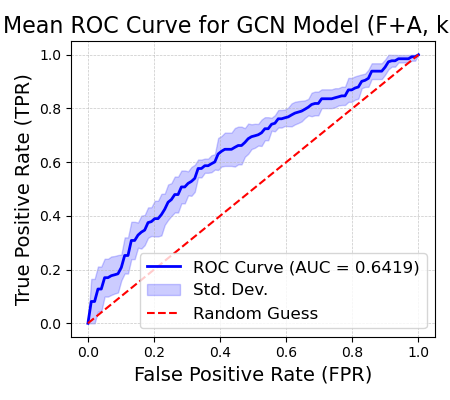 Mean ROC Curve for GCN Model (F+A, k
True Positive Rate (TPR)
1.0
0.8
0.6
0.4
0.2
0.0
ROC Curve (AUC = 0.6419)
Std. Dev.
Random Guess
0.0 0.2 0.4 0.6 0.8 1.0
False Positive Rate (FPR)